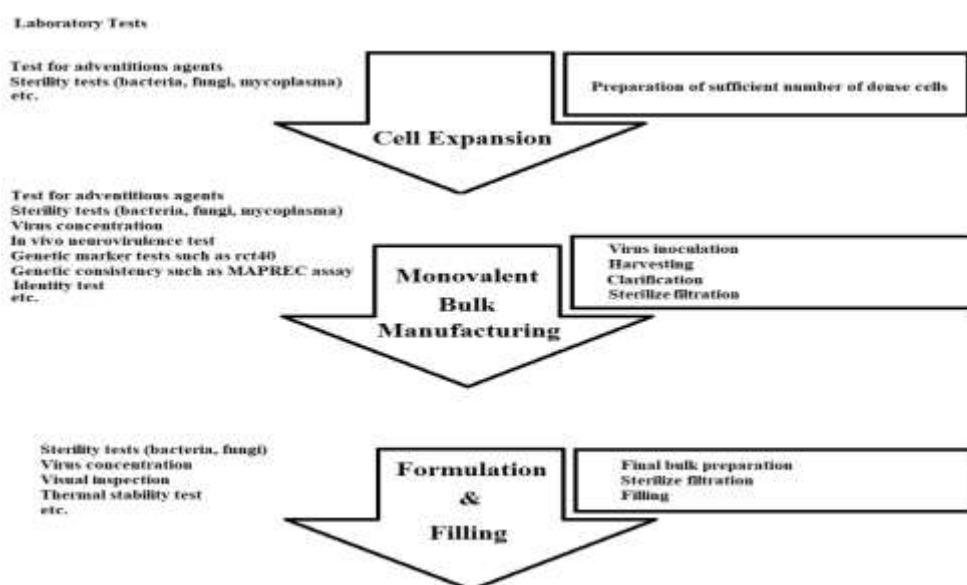 Laboratory Tests
Test for adventitious agents
Sterility tests (bacteria, fungi, mycoplasma)
etc.
Preparation of sufficient number of dense cells
Cell Expansion
Test for adventitious agents
Sterility tests (bacteria, fungi, mycoplasma)
Virus concentration
In vivo neurovirulence test
Genetic marker tests such as rct40
Genetic consistency such as MAPREC assay
Identity test
etc.
Monovalent
Bulk
Manufacturing
Virus inoculation
Harvesting
Clarification
Sterilize filtration
Sterility tests (bacteria, fungi)
Virus concentration
Visual inspection
Thermal stability test
etc.
Formulation
&
Filling
Final bulk preparation
Sterilize filtration
Filling